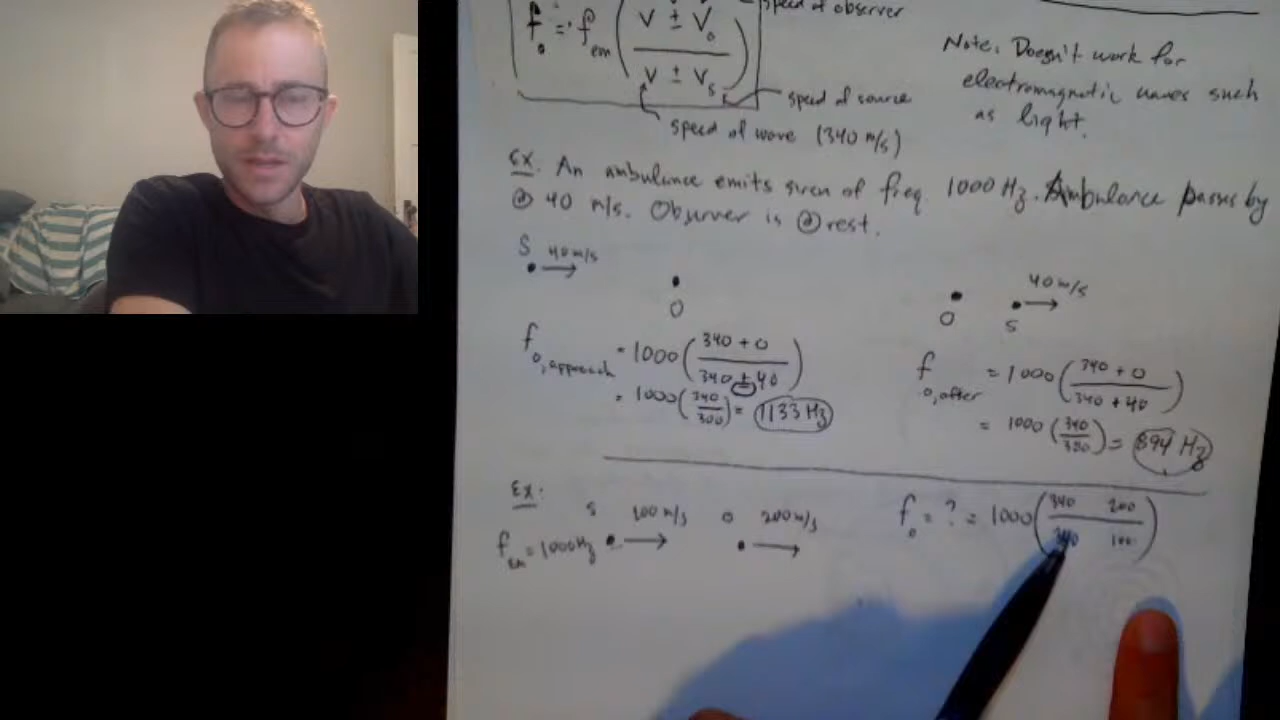 speed of observer
f₀ = f_em ( V ± V₀ / V ± V_s )
speed of source
speed of wave (340 m/s)
Note. Doesn't work for
electromagnetic waves such
as light.
Ex. An ambulance emits siren of freq 1000 Hz. Ambulance passes by
@ 40 m/s. Observer is @ rest.
S 40 m/s
O
f_o,approach = 1000 ( 340 + 0 / 340 ± 40 )
= 1000 ( 340 / 300 ) = 1133 Hz
40 m/s
O S
f_o,after = 1000 ( 340 + 0 / 340 + 40 )
= 1000 ( 340 / 380 ) = 894 Hz
Ex:
S 100 m/s O 200 m/s
f_em = 1000 Hz
f₀ = ? = 1000 ( 340 200 / 340 100 )